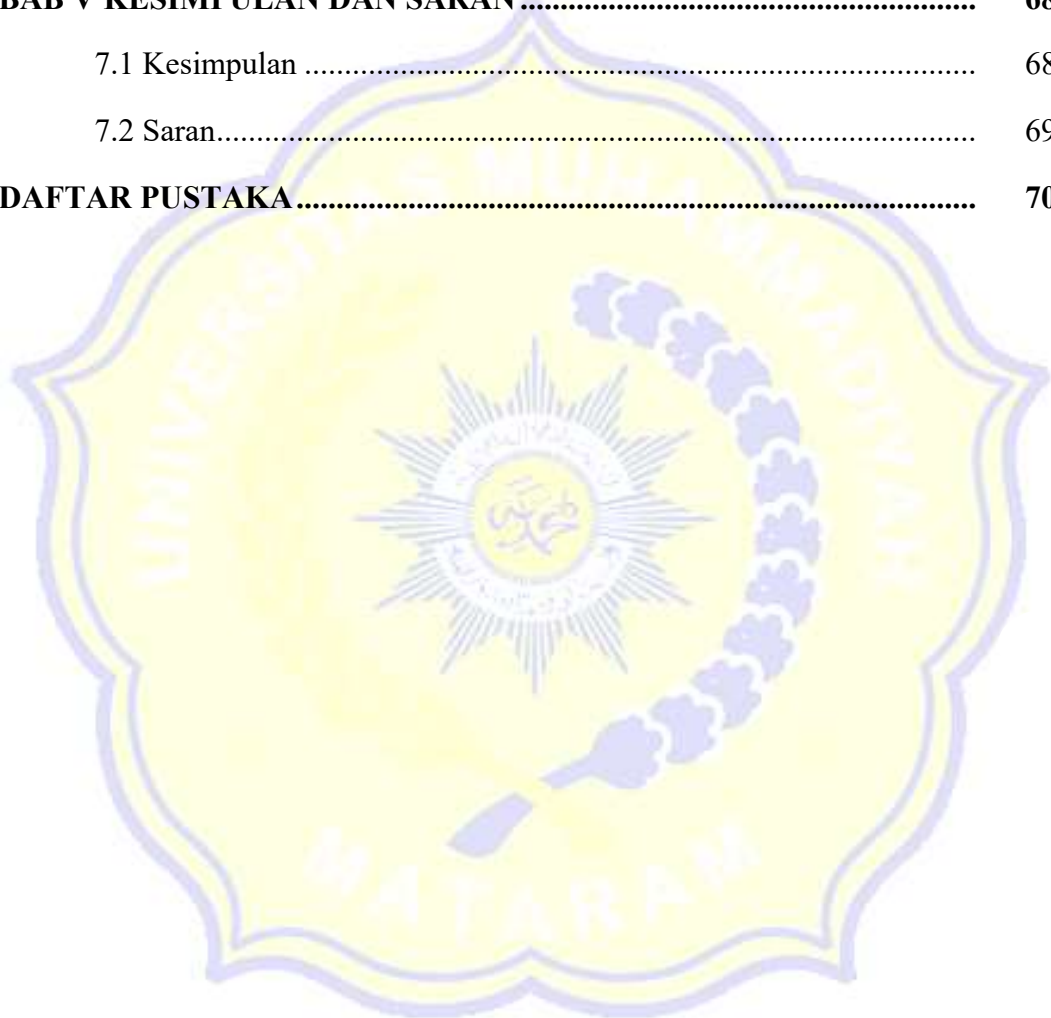 BAB V KESIMPULAN DAN SARAN ........................................................ 68
7.1 Kesimpulan .................................................................................... 68
7.2 Saran............................................................................................... 69
DAFTAR PUSTAKA..................................................................................... 70
UNIVERSITAS MUHAMMADIYAH
MATARAM